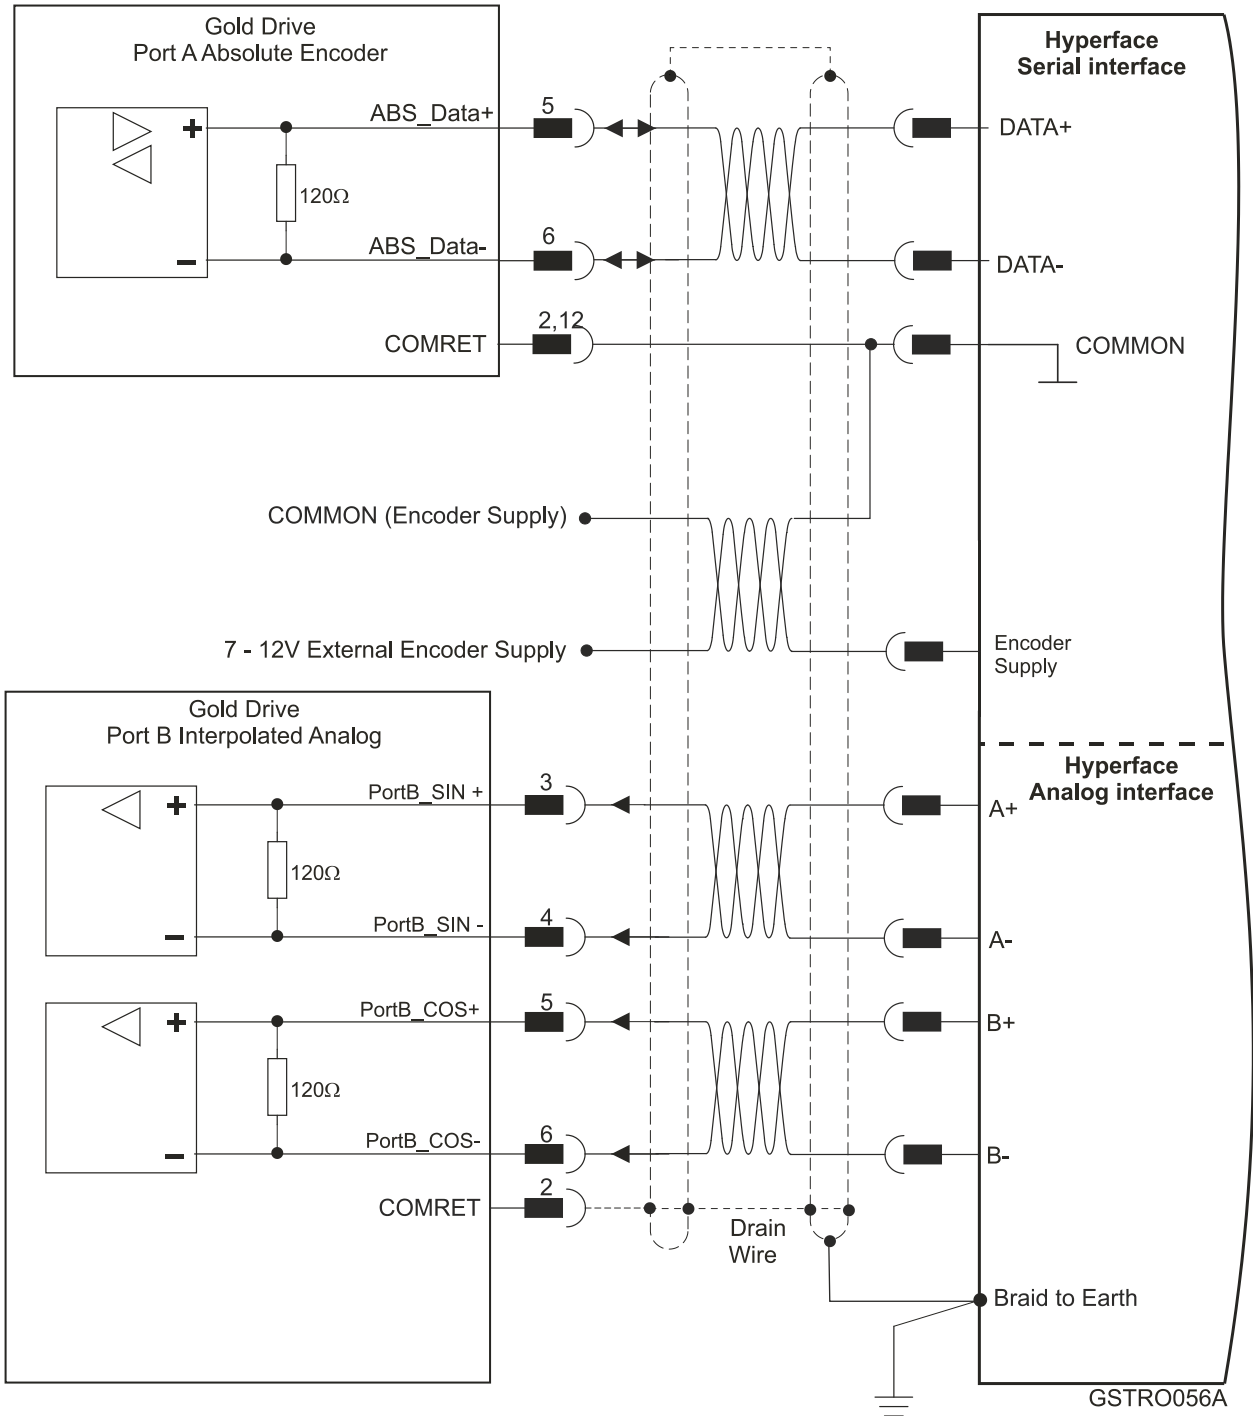 Gold Drive
Port A Absolute Encoder
Hyperface
Serial interface
ABS_Data+
5
DATA+
+
120Ω
ABS_Data-
6
DATA-
-
COMRET
2,12
COMMON
COMMON (Encoder Supply)
7 - 12V External Encoder Supply
Encoder
Supply
Gold Drive
Port B Interpolated Analog
Hyperface
Analog interface
PortB_SIN +
3
A+
+
120Ω
PortB_SIN -
4
A-
-
PortB_COS+
5
B+
+
120Ω
PortB_COS-
6
B-
-
COMRET
2
Drain
Wire
Braid to Earth
GSTRO056A